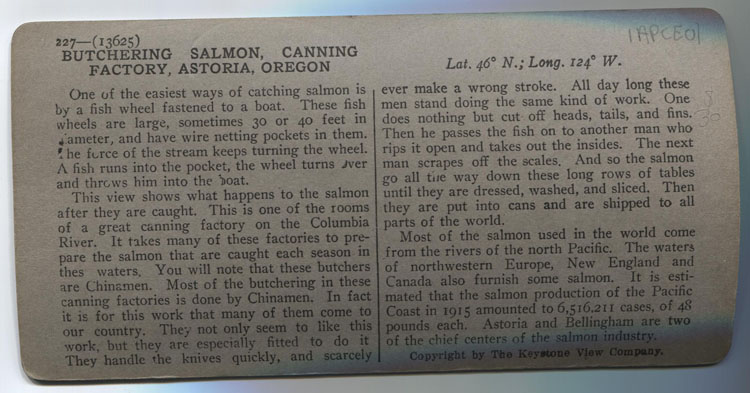 227—(13625)
BUTCHERING SALMON, CANNING
FACTORY, ASTORIA, OREGON
One of the easiest ways of catching salmon is
by a fish wheel fastened to a boat. These fish
wheels are large, sometimes 30 or 40 feet in
diameter, and have wire netting pockets in them.
The force of the stream keeps turning the wheel.
A fish runs into the pocket, the wheel turns over
and throws him into the boat.
This view shows what happens to the salmon
after they are caught. This is one of the rooms
of a great canning factory on the Columbia
River. It takes many of these factories to pre-
pare the salmon that are caught each season in
thes waters. You will note that these butchers
are Chinamen. Most of the butchering in these
canning factories is done by Chinamen. In fact
it is for this work that many of them come to
our country. They not only seem to like this
work, but they are especially fitted to do it
They handle the knives quickly, and scarcely
1APCE01
Lat. 46° N.; Long. 124° W.
ever make a wrong stroke. All day long these
men stand doing the same kind of work. One
does nothing but cut off heads, tails, and fins.
Then he passes the fish on to another man who
rips it open and takes out the insides. The next
man scrapes off the scales. And so the salmon
go all the way down these long rows of tables
until they are dressed, washed, and sliced. Then
they are put into cans and are shipped to all
parts of the world.
Most of the salmon used in the world come
from the rivers of the north Pacific. The waters
of northwestern Europe, New England and
Canada also furnish some salmon. It is esti-
mated that the salmon production of the Pacific
Coast in 1915 amounted to 6,516,211 cases, of 48
pounds each. Astoria and Bellingham are two
of the chief centers of the salmon industry.
Copyright by The Keystone View Company.